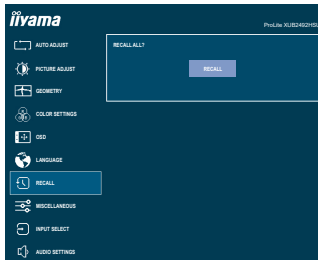 iiyama
ProLite XUB2492HSU
AUTO ADJUST
RECALL ALL?
PICTURE ADJUST
RECALL
GEOMETRY
COLOR SETTINGS
OSD
LANGUAGE
RECALL
MISCELLANEOUS
INPUT SELECT
AUDIO SETTINGS